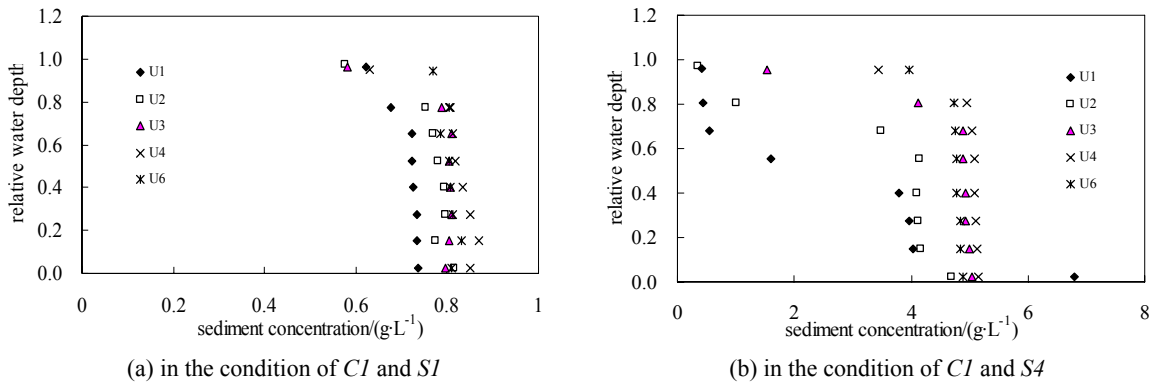 1.2
1.0
0.8
0.6
0.4
0.2
0.0
relative water depth
U1
U2
U3
U4
U6
0 0.2 0.4 0.6 0.8 1
sediment concentration/(g·L⁻¹)
(a) in the condition of C1 and S1
1.2
1.0
0.8
0.6
0.4
0.2
0.0
relative water depth
U1
U2
U3
U4
U6
0 2 4 6 8
sediment concentration/(g·L⁻¹)
(b) in the condition of C1 and S4